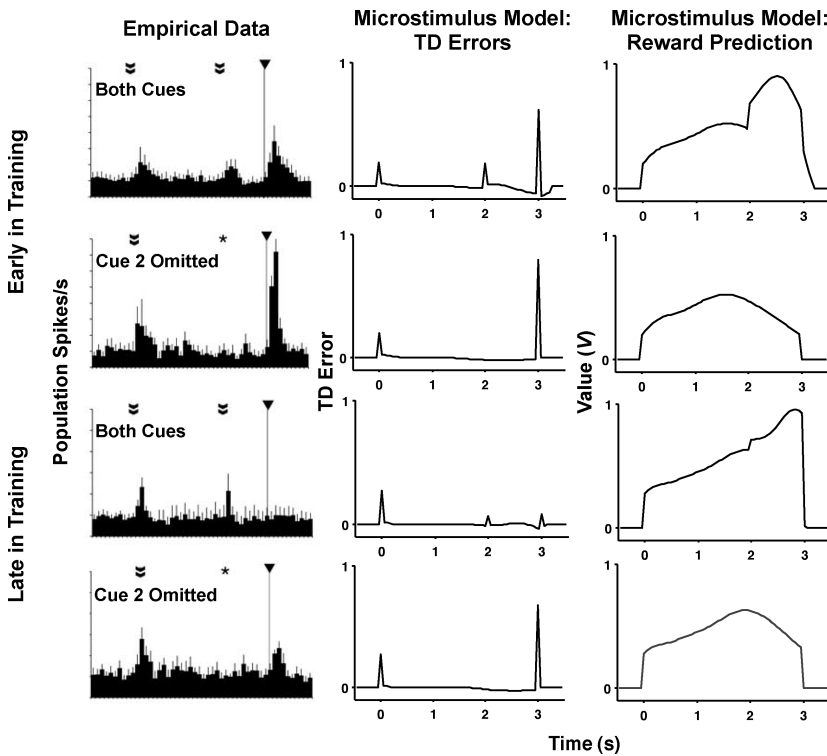 Empirical Data
Microstimulus Model:
TD Errors
Microstimulus Model:
Reward Prediction
Early in Training
Late in Training
Population Spikes/s
TD Error
Value (V)
Both Cues
1
0
0 1 2 3
1
0
0 1 2 3
*
Cue 2 Omitted
1
0
0 1 2 3
1
0
0 1 2 3
Both Cues
1
0
0 1 2 3
1
0
0 1 2 3
*
Cue 2 Omitted
1
0
0 1 2 3
1
0
0 1 2 3
Time (s)